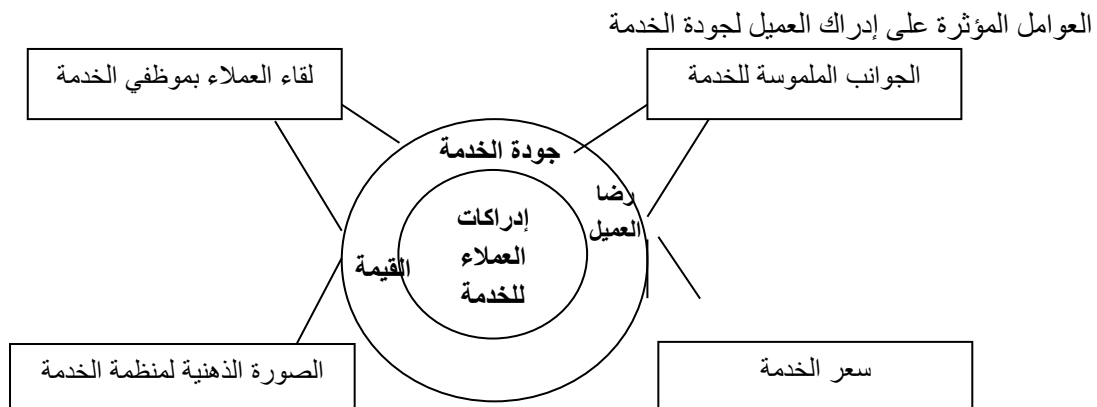 العوامل المؤثرة على إدراك العميل لجودة الخدمة
الجوانب الملموسة للخدمة
لقاء العملاء بموظفي الخدمة
جودة الخدمة
رضا
العميل
إدراكات
العملاء
للخدمة
القيمة
سعر الخدمة
الصورة الذهنية لمنظمة الخدمة